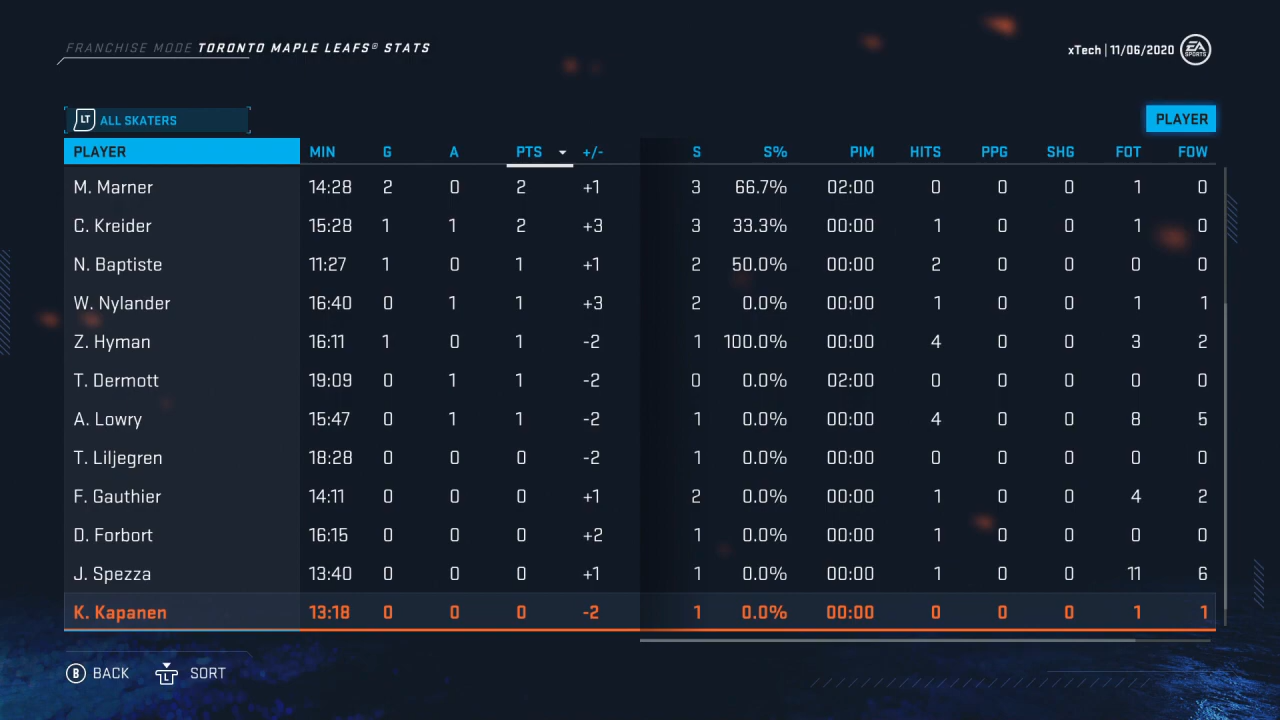 FRANCHISE MODE TORONTO MAPLE LEAFS® STATS
xTech | 11/06/2020 EA SPORTS
LT ALL SKATERS
PLAYER
PLAYER MIN G A PTS +/- S S% PIM HITS PPG SHG FOT FOW
M. Marner 14:28 2 0 2 +1 3 66.7% 02:00 0 0 0 1 0
C. Kreider 15:28 1 1 2 +3 3 33.3% 00:00 1 0 0 1 0
N. Baptiste 11:27 1 0 1 +1 2 50.0% 00:00 2 0 0 0 0
W. Nylander 16:40 0 1 1 +3 2 0.0% 00:00 1 0 0 1 1
Z. Hyman 16:11 1 0 1 -2 1 100.0% 00:00 4 0 0 3 2
T. Dermott 19:09 0 1 1 -2 0 0.0% 02:00 0 0 0 0 0
A. Lowry 15:47 0 1 1 -2 1 0.0% 00:00 4 0 0 8 5
T. Liljegren 18:28 0 0 0 -2 1 0.0% 00:00 0 0 0 0 0
F. Gauthier 14:11 0 0 0 +1 2 0.0% 00:00 1 0 0 4 2
D. Forbort 16:15 0 0 0 +2 1 0.0% 00:00 1 0 0 0 0
J. Spezza 13:40 0 0 0 +1 1 0.0% 00:00 1 0 0 11 6
K. Kapanen 13:18 0 0 0 -2 1 0.0% 00:00 0 0 0 1 1
B BACK L SORT